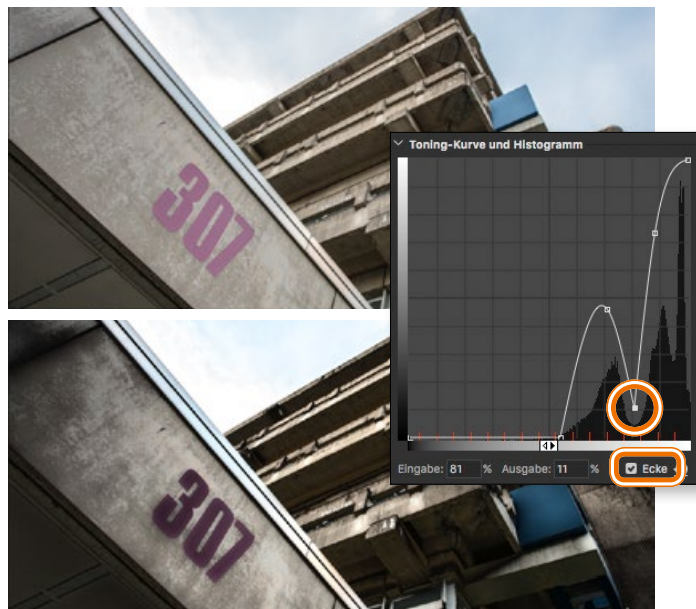 307
Toning-Kurve und Histogramm
Eingabe: 81 % Ausgabe: 11 % Ecke
307